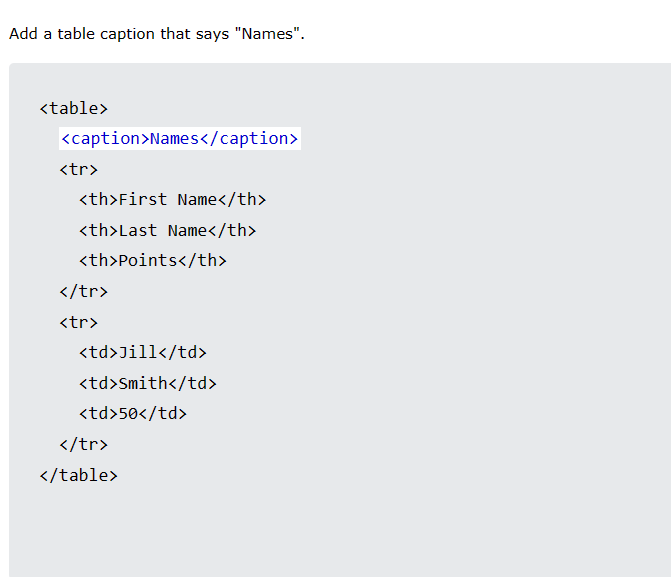 Add a table caption that says "Names".
<table>
<caption>Names</caption>
<tr>
<th>First Name</th>
<th>Last Name</th>
<th>Points</th>
</tr>
<tr>
<td>Jill</td>
<td>Smith</td>
<td>50</td>
</tr>
</table>